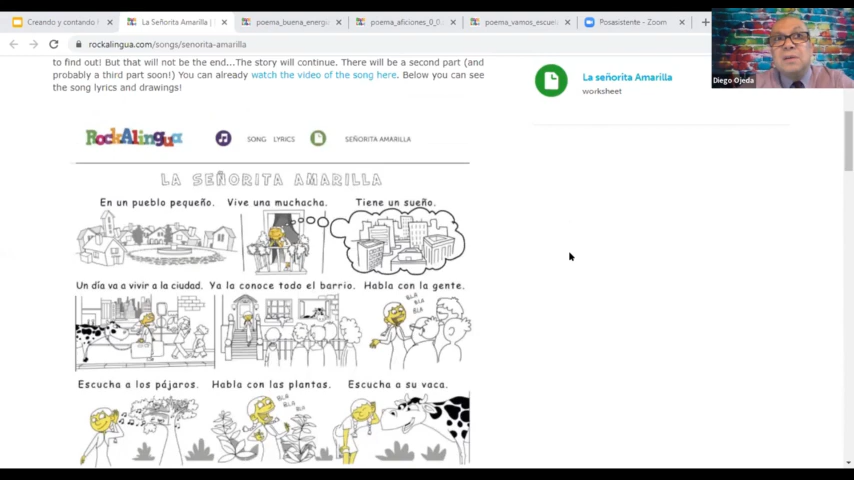 Creando y contando
La Señorita Amarilla |
poema_buena_energ
poema_aficiones_0_0.
poema_vamos_escuel
Posasistente - Zoom
rockalingua.com/songs/senorita-amarilla
to find out! But that will not be the end...The story will continue. There will be a second part (and
probably a third part soon!) You can already watch the video of the song here. Below you can see
the song lyrics and drawings!
La señorita Amarilla
worksheet
Diego Ojeda
RockALingua
SONG LYRICS
SEÑORITA AMARILLA
LA SEÑORITA AMARILLA
En un pueblo pequeño. Vive una muchacha. Tiene un sueño.
Un día va a vivir a la ciudad. Ya la conoce todo el barrio. Habla con la gente.
BLA
BLA
BLA
Escucha a los pájaros. Habla con las plantas. Escucha a su vaca.
BLA
BLA
BLA